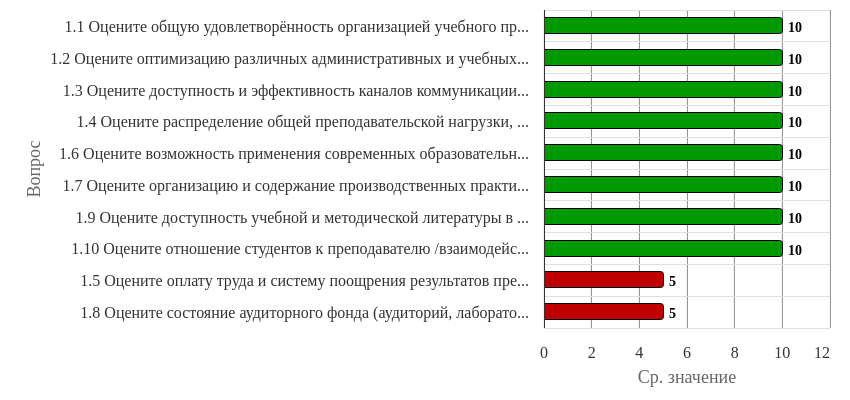 1.1 Оцените общую удовлетворённость организацией учебного пр... 10
1.2 Оцените оптимизацию различных административных и учебных... 10
1.3 Оцените доступность и эффективность каналов коммуникации... 10
1.4 Оцените распределение общей преподавательской нагрузки, ... 10
1.6 Оцените возможность применения современных образовательн... 10
1.7 Оцените организацию и содержание производственных практи... 10
1.9 Оцените доступность учебной и методической литературы в ... 10
1.10 Оцените отношение студентов к преподавателю /взаимодейс... 10
1.5 Оцените оплату труда и систему поощрения результатов пре... 5
1.8 Оцените состояние аудиторного фонда (аудиторий, лаборато... 5
Вопрос
0 2 4 6 8 10 12
Ср. значение